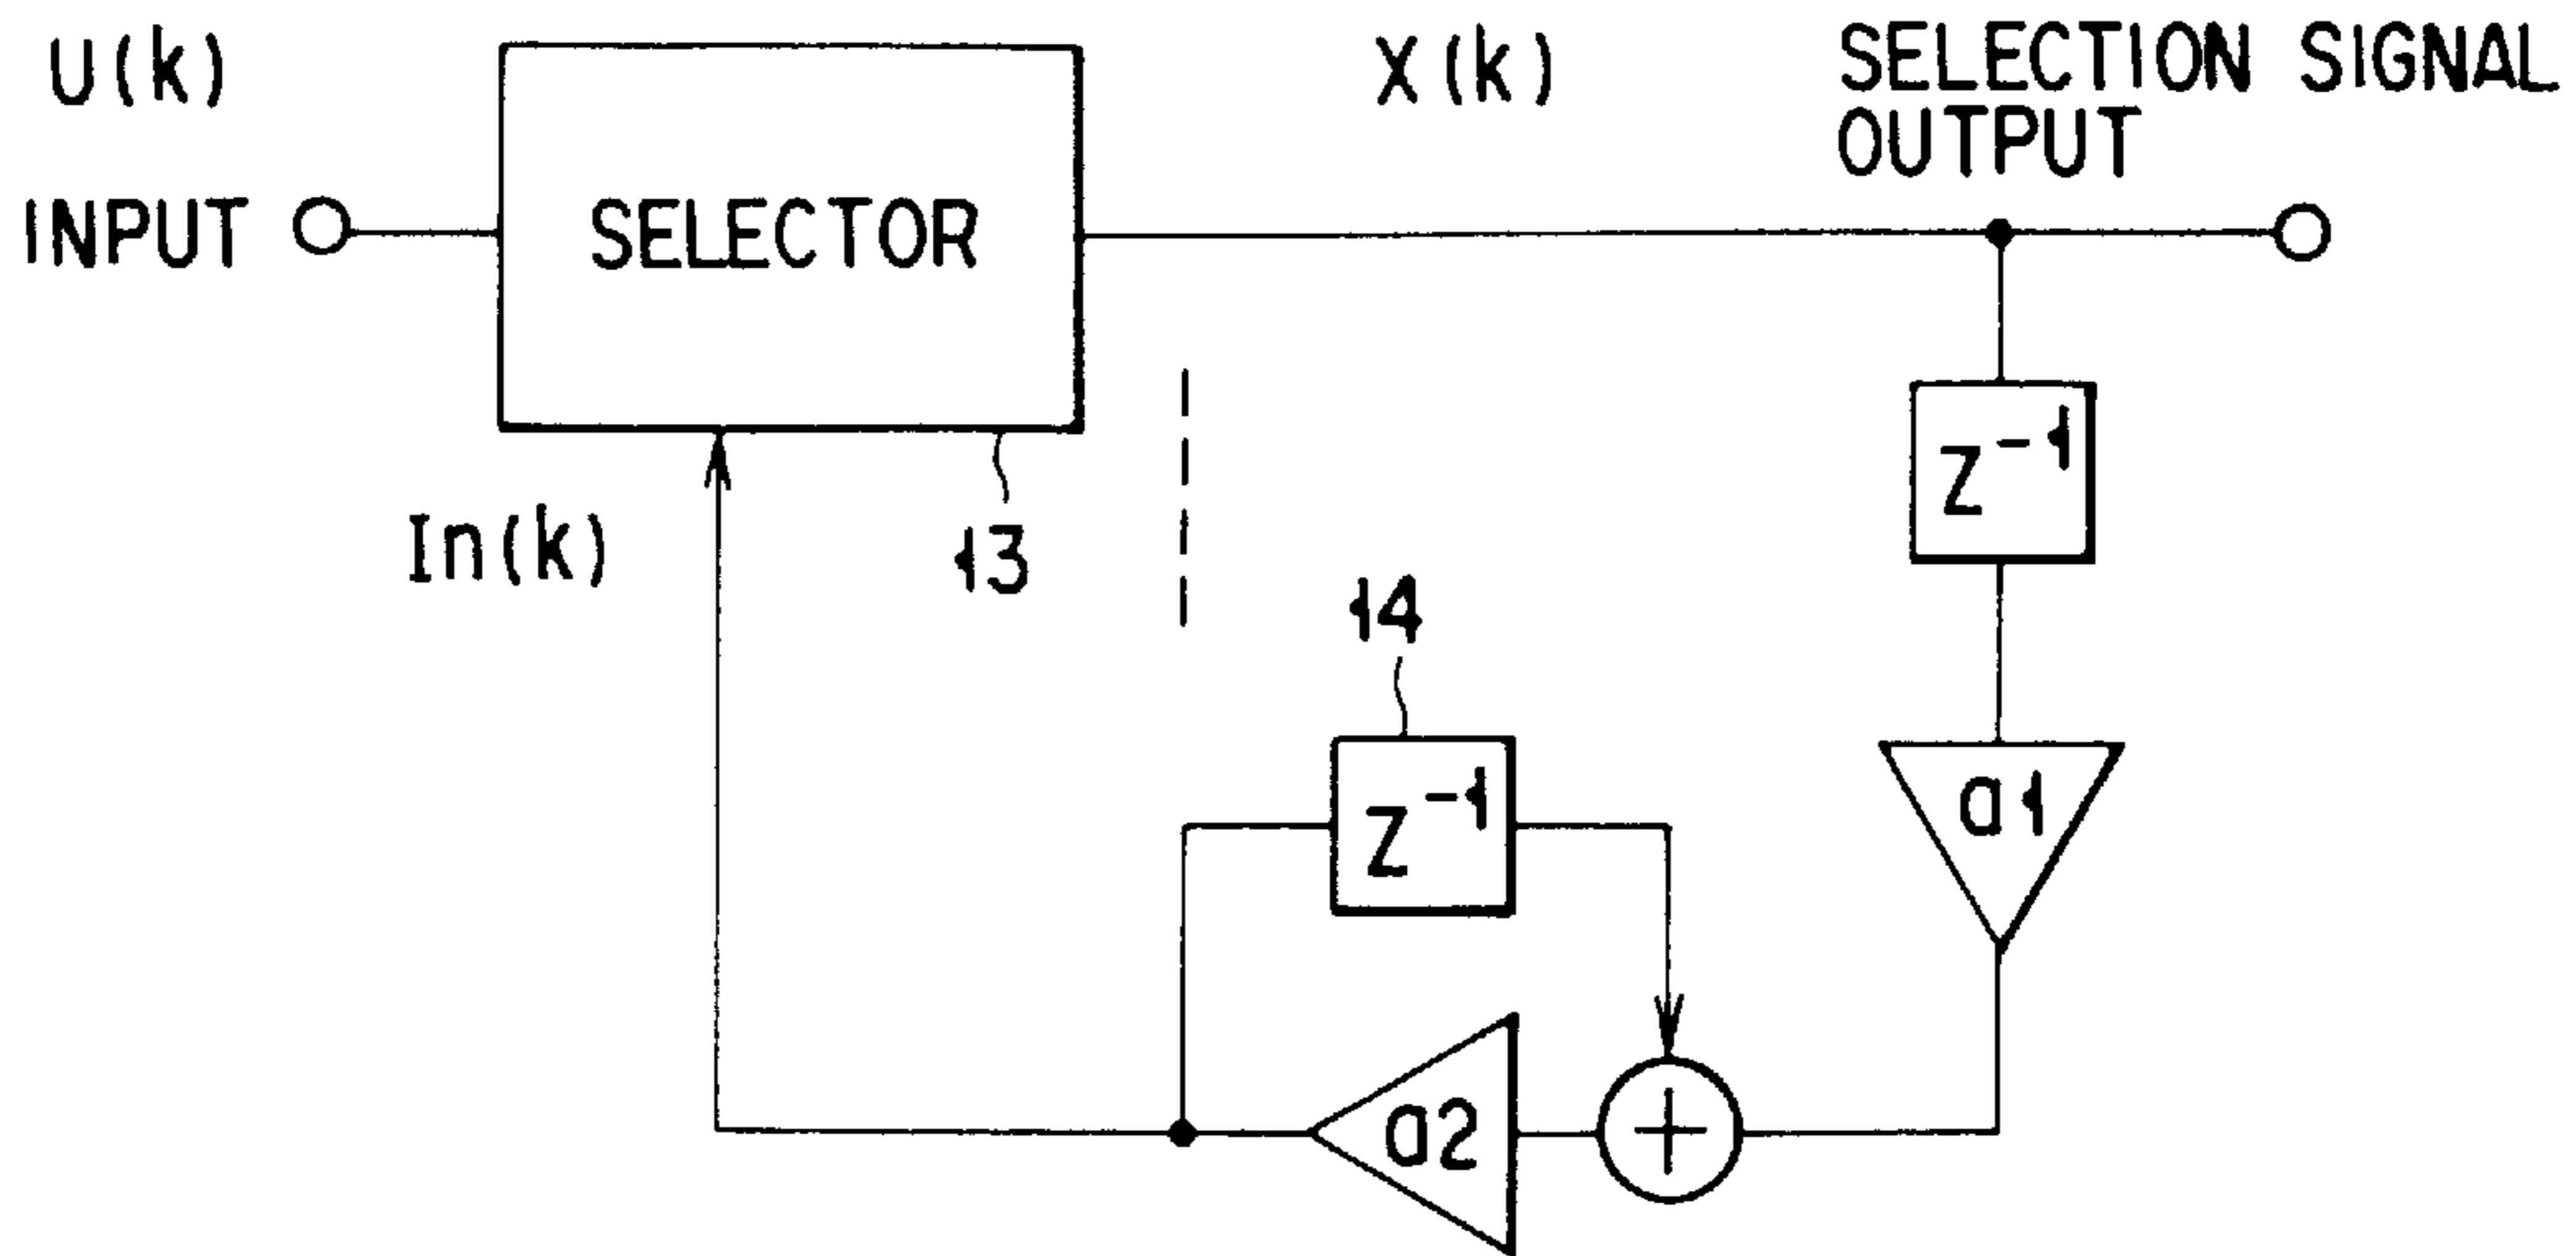 U(k)
X(k)
SELECTION SIGNAL
OUTPUT
INPUT
SELECTOR
z⁻¹
In(k)
13
14
z⁻¹
a1
a2
+